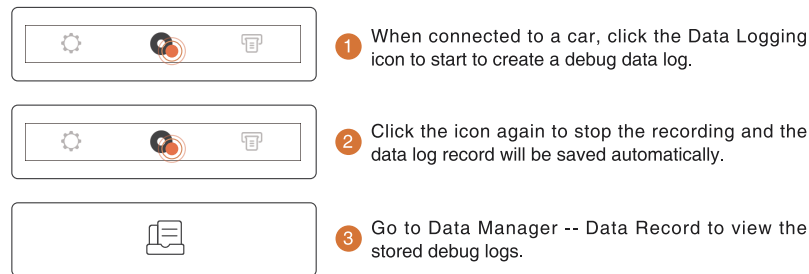 1 When connected to a car, click the Data Logging
icon to start to create a debug data log.
2 Click the icon again to stop the recording and the
data log record will be saved automatically.
3 Go to Data Manager -- Data Record to view the
stored debug logs.